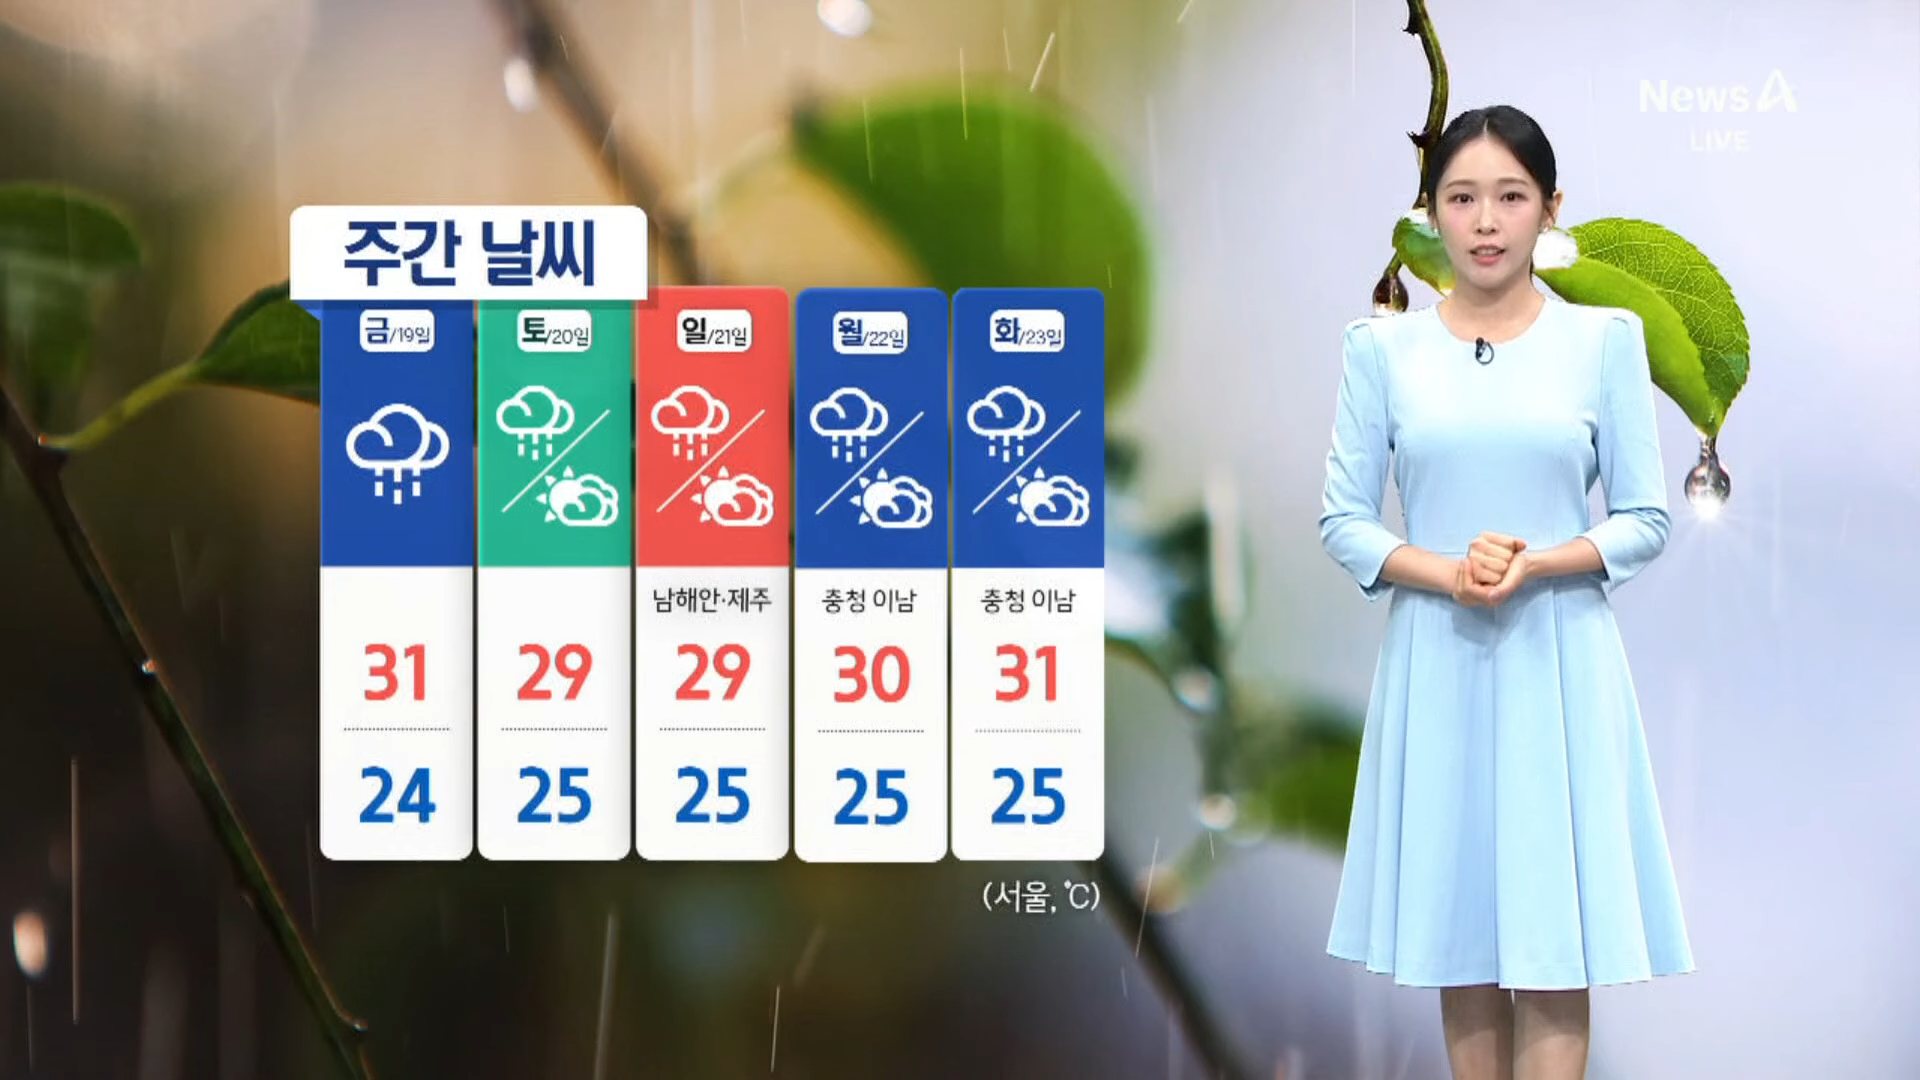 News A
LIVE
주간 날씨
금/19일
토/20일
일/21일
월/22일
화/23일
남해안·제주
충청 이남
충청 이남
31
29
29
30
31
24
25
25
25
25
(서울, ℃)